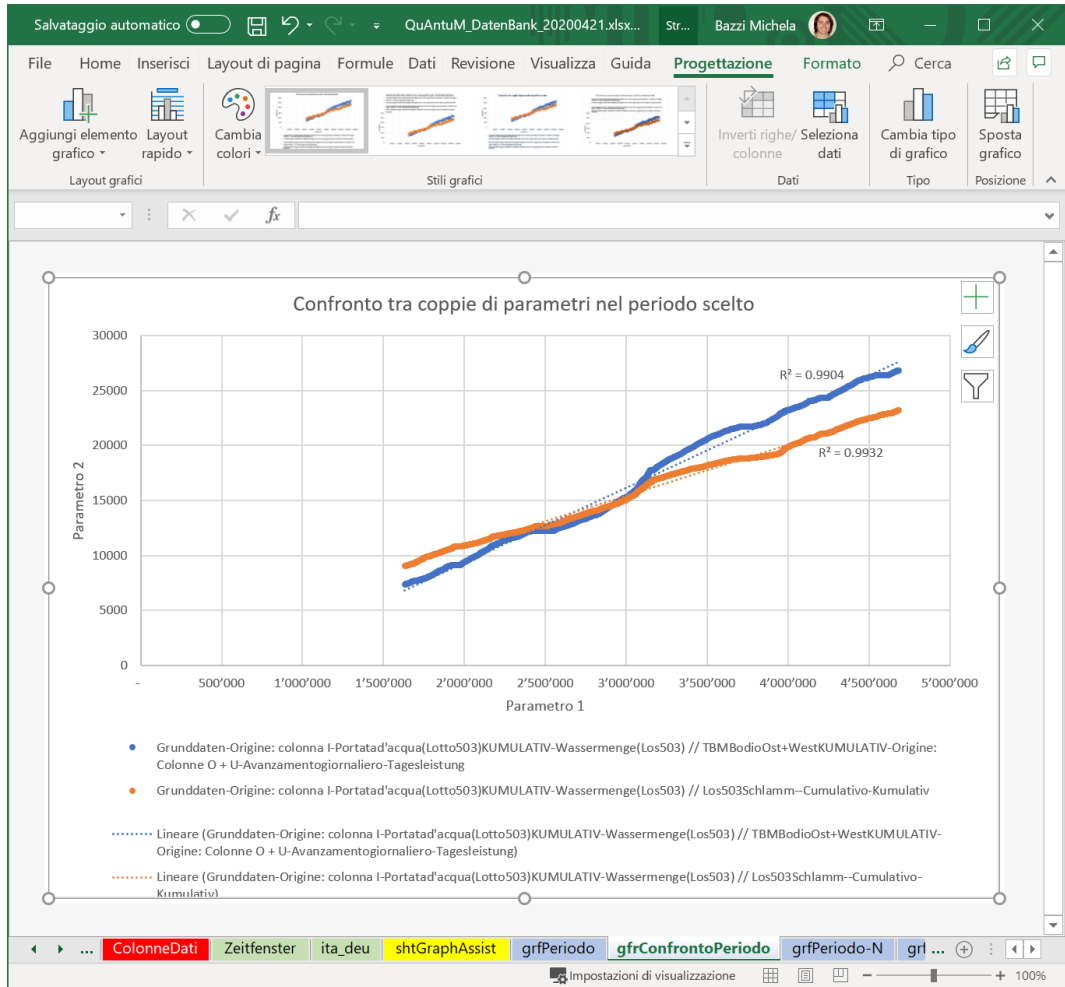 Salvataggio automatico
QuAntuM_DatenBank_20200421.xlsx...
Str...
Bazzi Michela
File Home Inserisci Layout di pagina Formule Dati Revisione Visualizza Guida Progettazione Formato Cerca
Aggiungi elemento grafico
Layout rapido
Cambia colori
Inverti righe/colonne
Seleziona dati
Cambia tipo di grafico
Sposta grafico
Layout grafici
Stili grafici
Dati
Tipo
Posizione
fx
Confronto tra coppie di parametri nel periodo scelto
30000
25000
20000
15000
10000
5000
0
Parametro 2
R² = 0.9904
R² = 0.9932
- 500’000 1’000’000 1’500’000 2’000’000 2’500’000 3’000’000 3’500’000 4’000’000 4’500’000 5’000’000
Parametro 1
Grunddaten-Origine: colonna I-Portatad'acqua(Lotto503)KUMULATIV-Wassermenge(Los503) // TBMBodioOst+WestKUMULATIV-Origine:
Colonne O + U-Avanzamentogiornaliero-Tagesleistung
Grunddaten-Origine: colonna I-Portatad'acqua(Lotto503)KUMULATIV-Wassermenge(Los503) // Los503Schlamm--Cumulativo-Kumulativ
Lineare (Grunddaten-Origine: colonna I-Portatad'acqua(Lotto503)KUMULATIV-Wassermenge(Los503) // TBMBodioOst+WestKUMULATIV-
Origine: Colonne O + U-Avanzamentogiornaliero-Tagesleistung)
Lineare (Grunddaten-Origine: colonna I-Portatad'acqua(Lotto503)KUMULATIV-Wassermenge(Los503) // Los503Schlamm--Cumulativo-
Kumulativ)
... ColonneDati Zeitfenster ita_deu shtGraphAssist grfPeriodo gfrConfrontoPeriodo grfPeriodo-N grf ...
Impostazioni di visualizzazione
100%